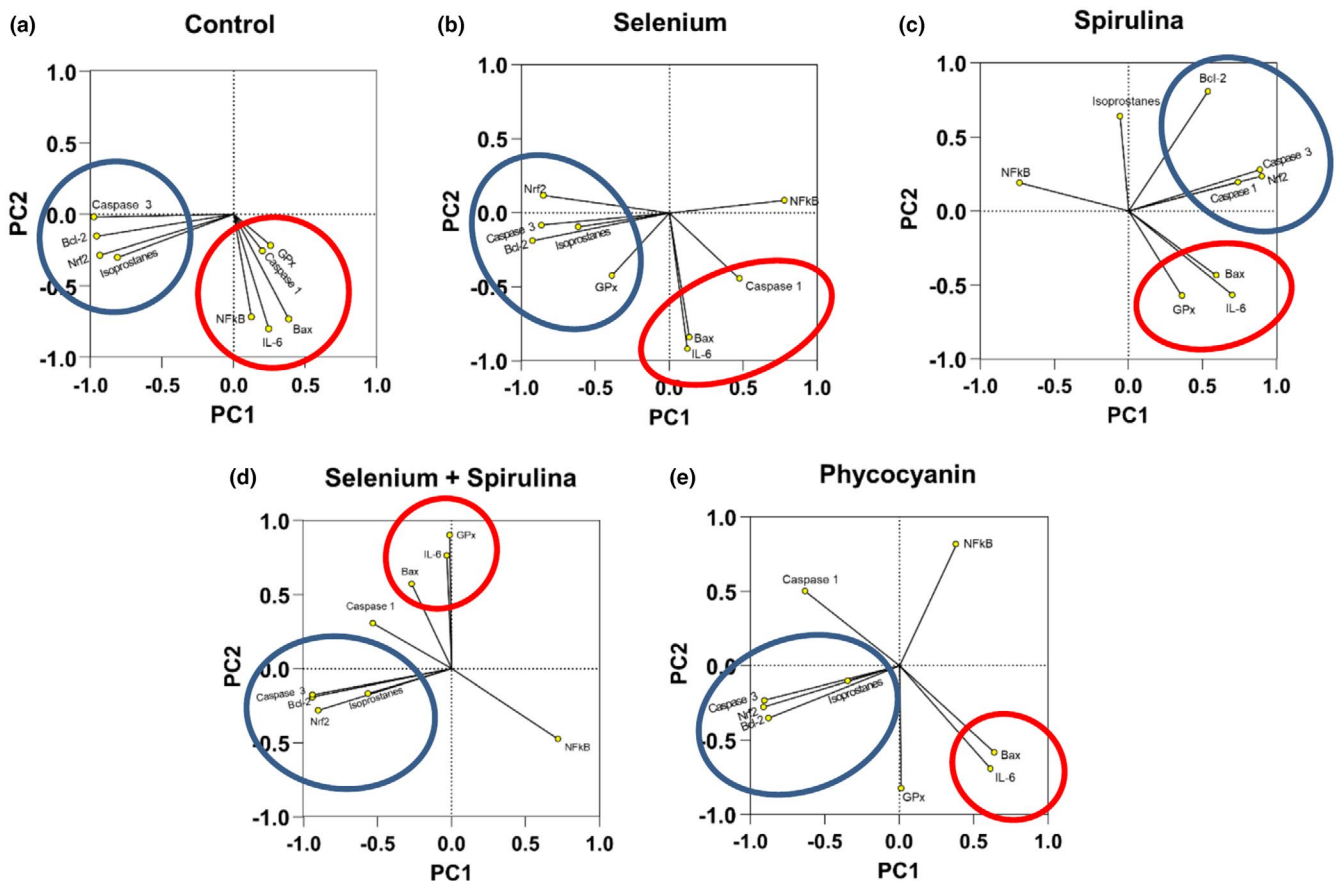 (a)
Control
1.0
0.5
0.0
-0.5
-1.0
PC2
Caspase 3
Bcl-2
Nrf2
Isoprostanes
GPx
Caspase 1
NFkB
IL-6
Bax
-1.0 -0.5 0.0 0.5 1.0
PC1
(b)
Selenium
1.0
0.5
0.0
-0.5
-1.0
PC2
Nrf2
NFkB
Caspase 3
Bcl-2
Isoprostanes
GPx
Caspase 1
Bax
IL-6
-1.0 -0.5 0.0 0.5 1.0
PC1
(c)
Spirulina
1.0
0.5
0.0
-0.5
-1.0
PC2
Bcl-2
Isoprostanes
NFkB
Caspase 3
Nrf2
Caspase 1
Bax
GPx
IL-6
-1.0 -0.5 0.0 0.5 1.0
PC1
(d)
Selenium + Spirulina
1.0
0.5
0.0
-0.5
-1.0
PC2
GPx
IL-6
Bax
Caspase 1
Caspase 3
Bcl-2
Isoprostanes
Nrf2
NFkB
-1.0 -0.5 0.0 0.5 1.0
PC1
(e)
Phycocyanin
1.0
0.5
0.0
-0.5
-1.0
PC2
NFkB
Caspase 1
Caspase 3
Isoprostanes
Nrf2
Bcl-2
Bax
IL-6
GPx
-1.0 -0.5 0.0 0.5 1.0
PC1